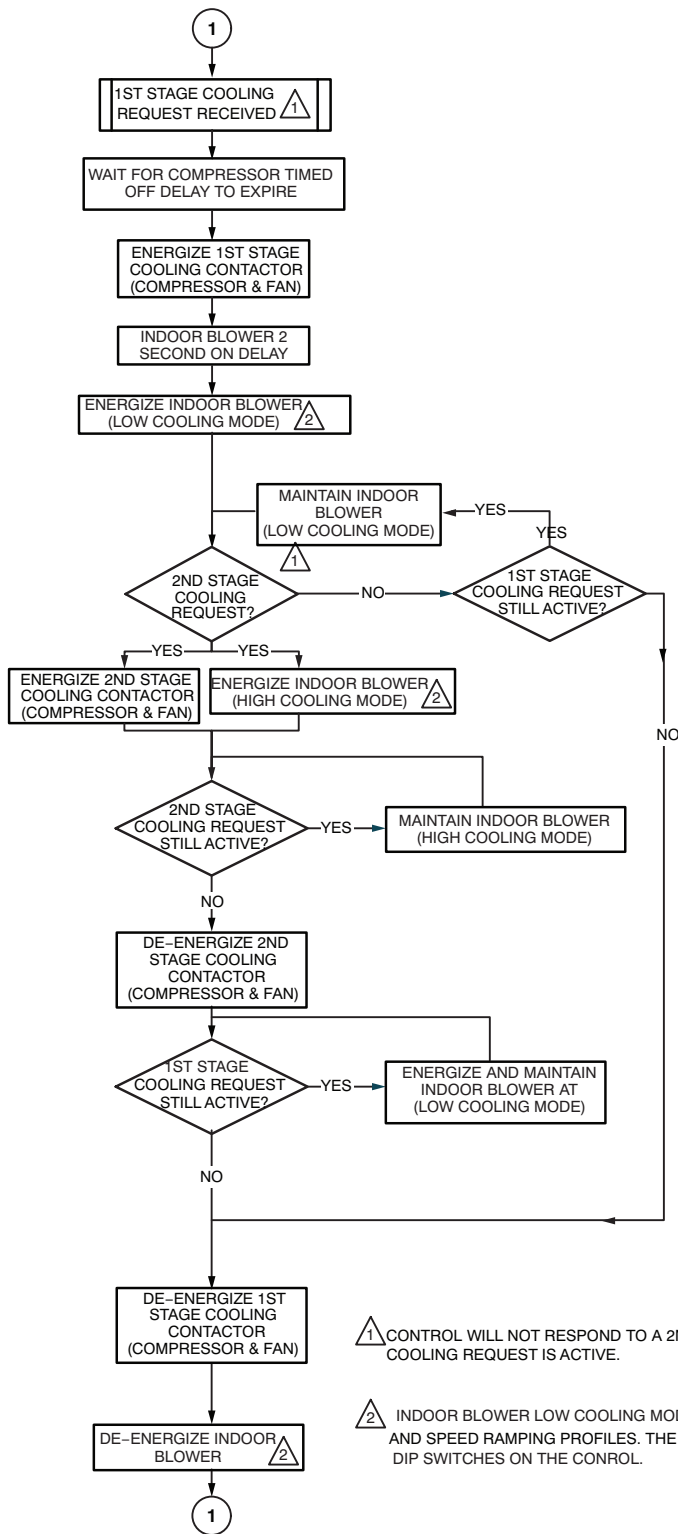 1
1ST STAGE COOLING
REQUEST RECEIVED 1
WAIT FOR COMPRESSOR TIMED
OFF DELAY TO EXPIRE
ENERGIZE 1ST STAGE
COOLING CONTACTOR
(COMPRESSOR & FAN)
INDOOR BLOWER 2
SECOND ON DELAY
ENERGIZE INDOOR BLOWER
(LOW COOLING MODE) 2
MAINTAIN INDOOR
BLOWER
(LOW COOLING MODE)
1
YES
YES
2ND STAGE
COOLING
REQUEST?
NO
1ST STAGE
COOLING REQUEST
STILL ACTIVE?
YES
YES
ENERGIZE 2ND STAGE
COOLING CONTACTOR
(COMPRESSOR & FAN)
ENERGIZE INDOOR BLOWER
(HIGH COOLING MODE) 2
NO
2ND STAGE
COOLING REQUEST
STILL ACTIVE?
YES
MAINTAIN INDOOR BLOWER
(HIGH COOLING MODE)
NO
DE-ENERGIZE 2ND
STAGE COOLING
CONTACTOR
(COMPRESSOR & FAN)
1ST STAGE
COOLING REQUEST
STILL ACTIVE?
YES
ENERGIZE AND MAINTAIN
INDOOR BLOWER AT
(LOW COOLING MODE)
NO
DE-ENERGIZE 1ST
STAGE COOLING
CONTACTOR
(COMPRESSOR & FAN)
1 CONTROL WILL NOT RESPOND TO A
COOLING REQUEST IS ACTIVE.
2 INDOOR BLOWER LOW COOLING
AND SPEED RAMPING PROFILES. THE
DIP SWITCHES ON THE CONROL.
DE-ENERGIZE INDOOR
BLOWER 2
1